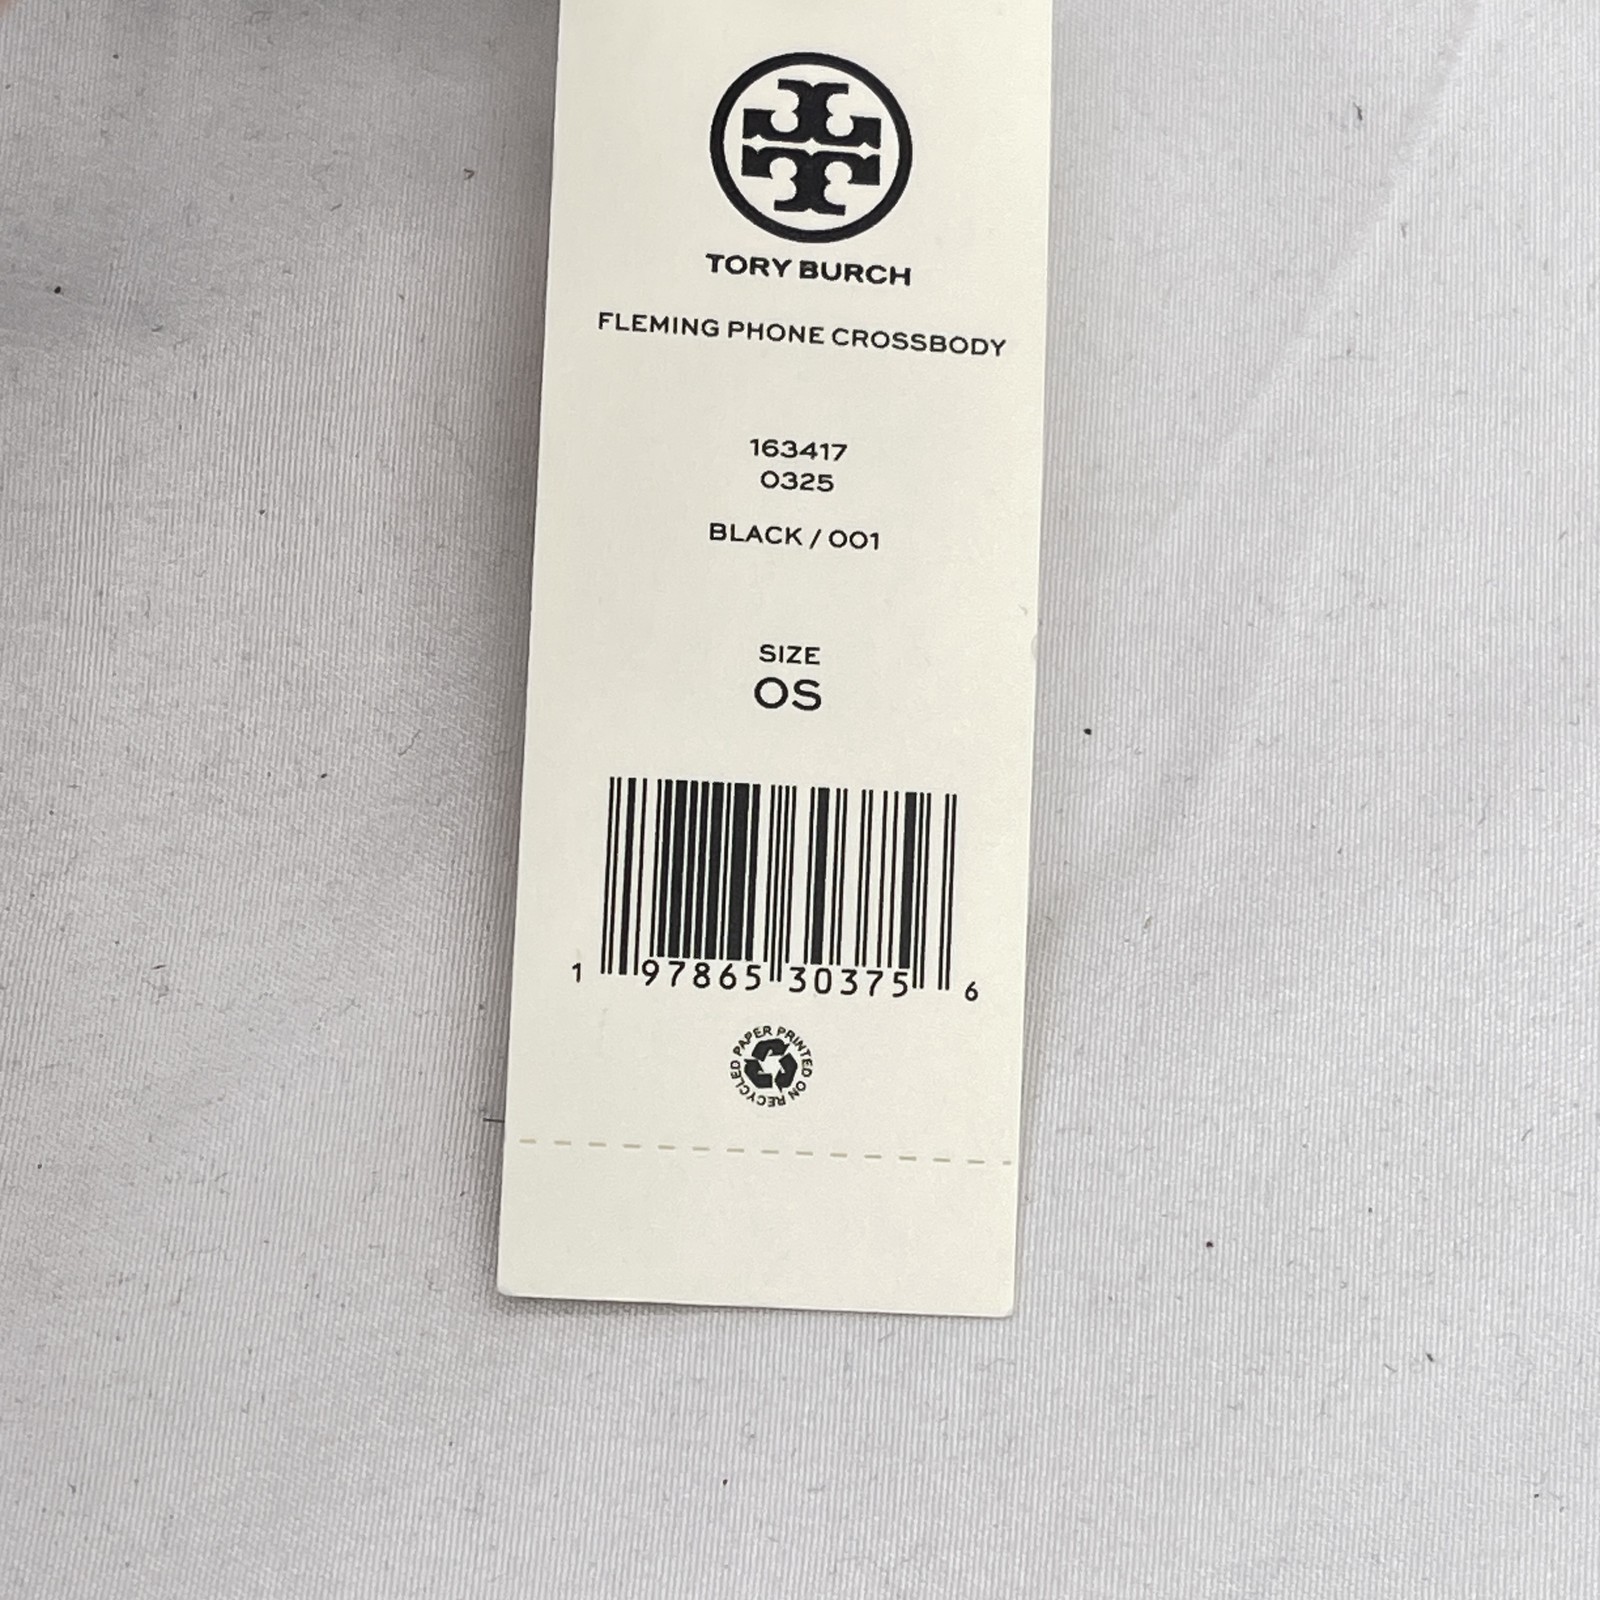 TORY BURCH
FLEMING PHONE CROSSBODY
163417
0325
BLACK / 001
SIZE
OS
1 97865 30375 6
PRINTED ON RECYCLED PAPER